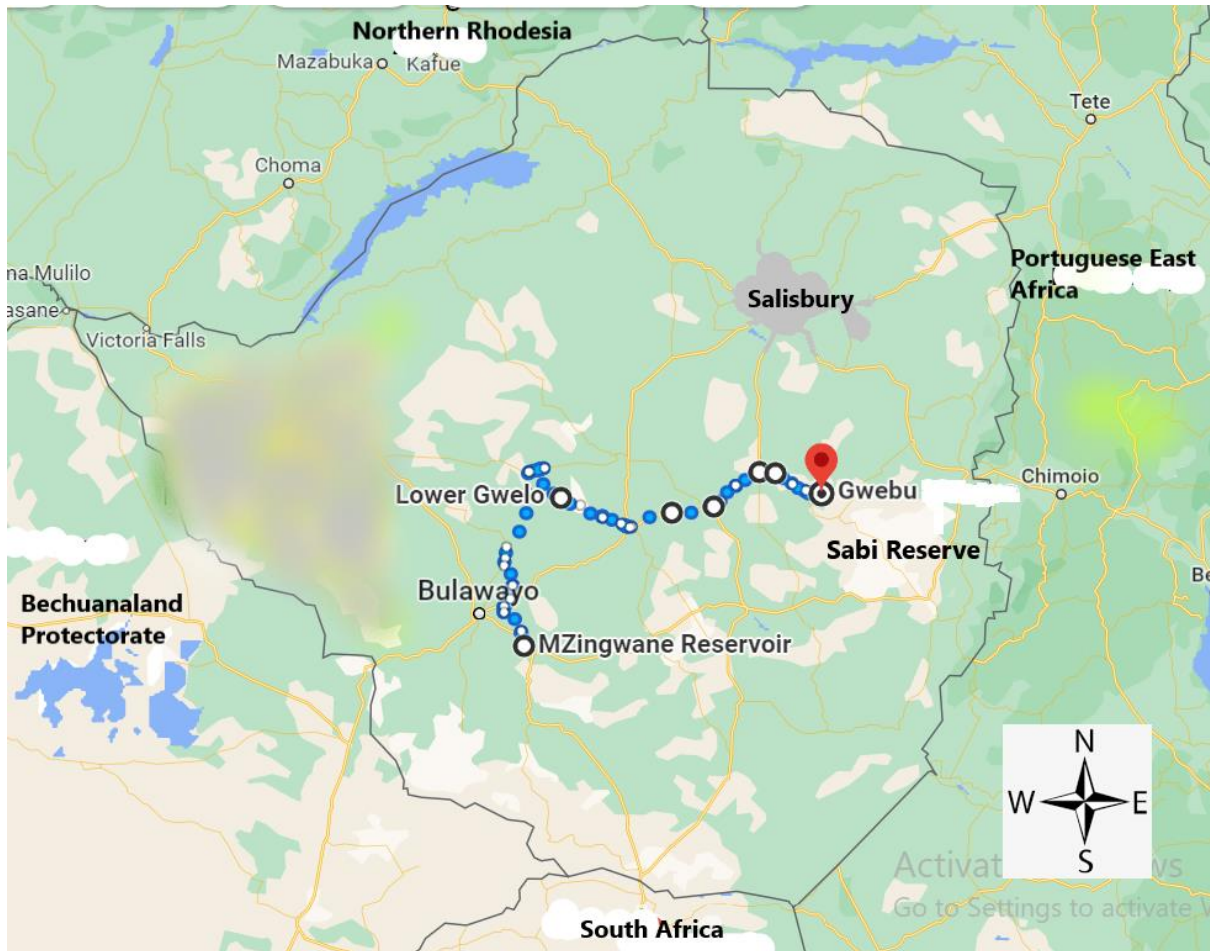 Northern Rhodesia
Mazabuka
Kafue
Tete
Choma
ma Mulilo
asane
Victoria Falls
Portuguese East
Africa
Salisbury
Chimoio
Lower Gwelo
Gwebu
Sabi Reserve
Be
Bulawayo
Bechuanaland
Protectorate
MZingwane Reservoir
N
W
E
S
Activat ws
Go to Settings to activate W
South Africa